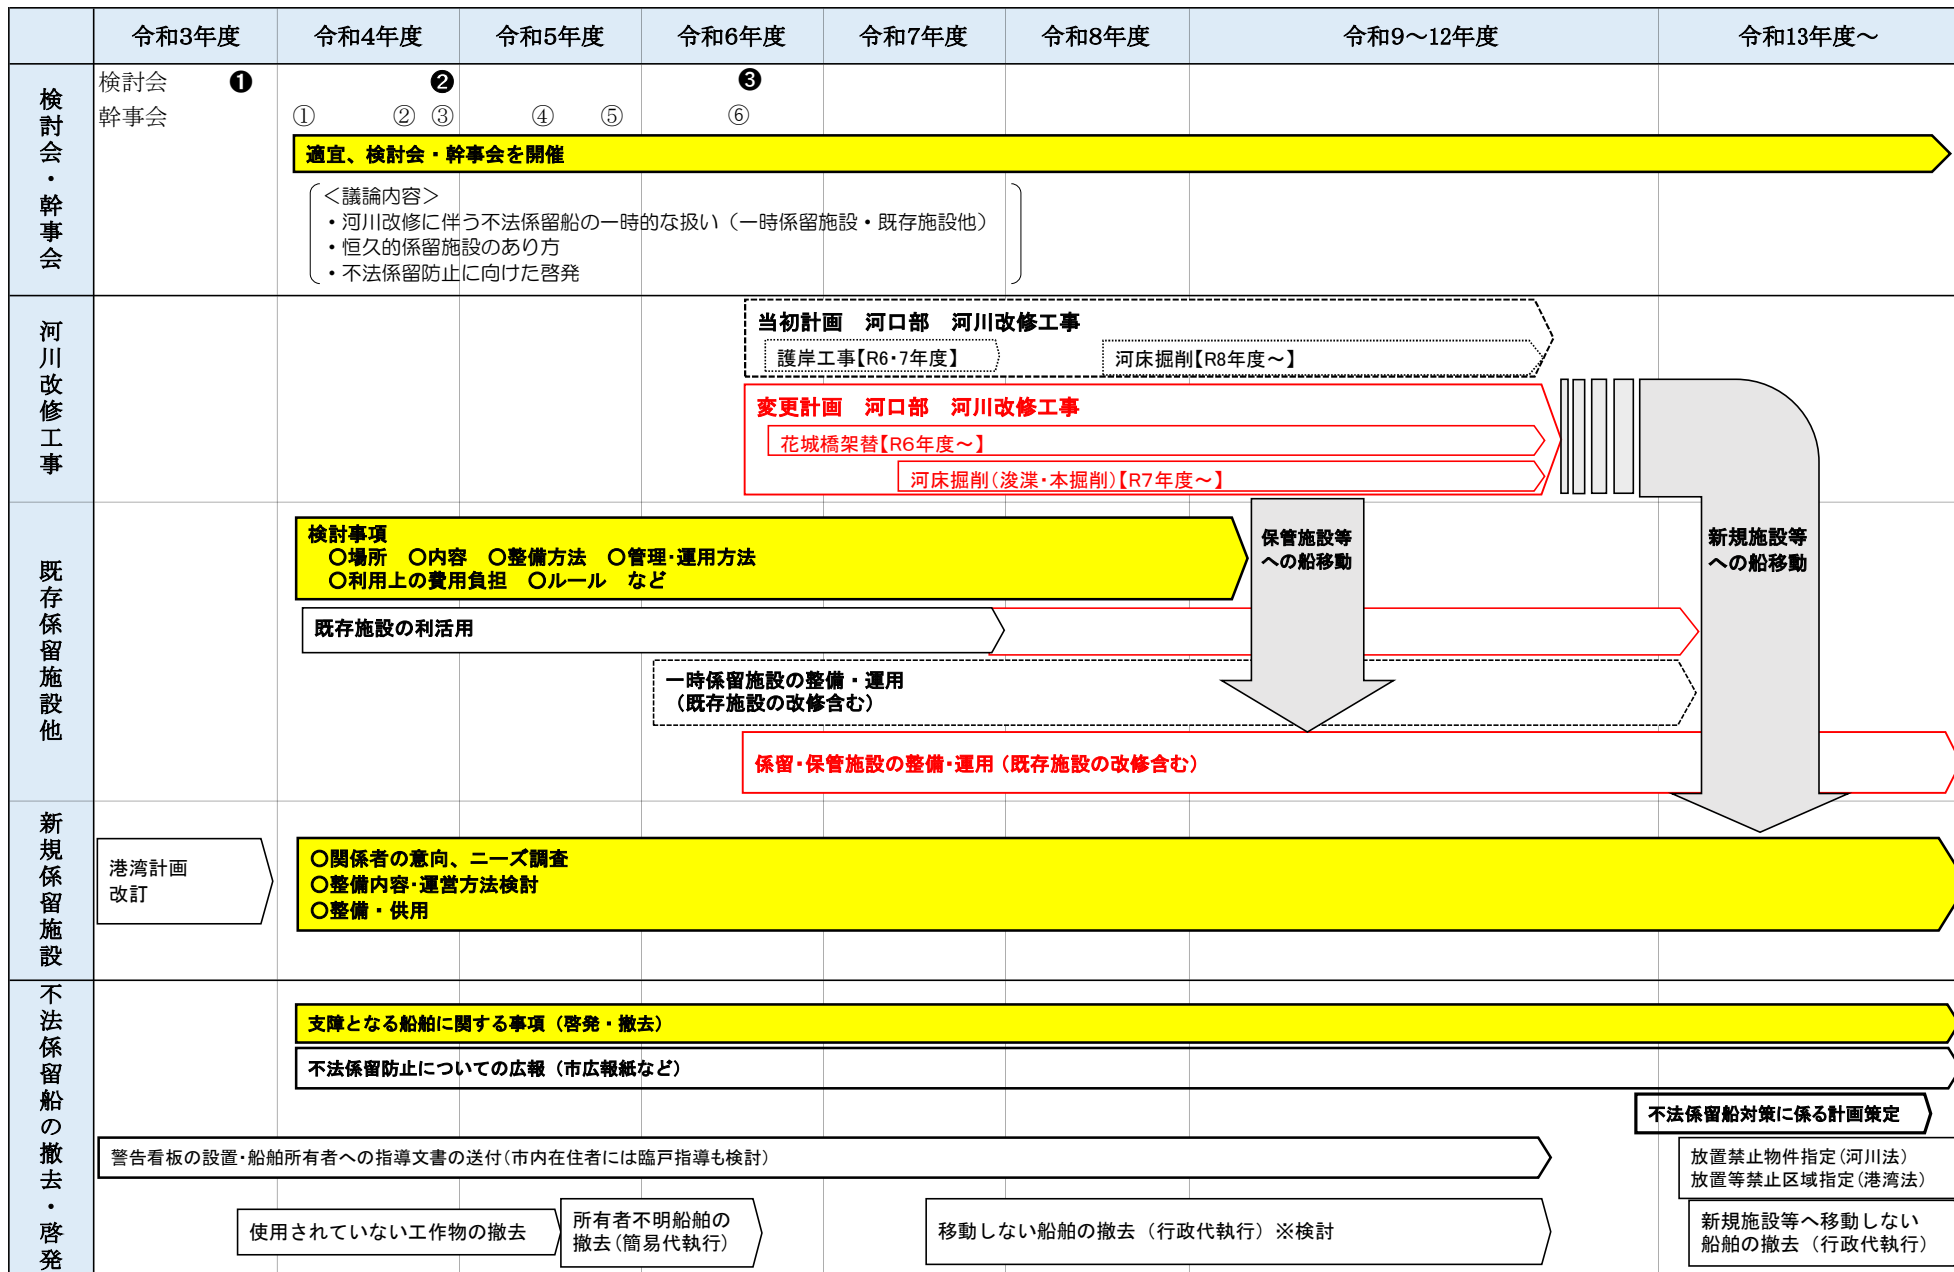 令和3年度 令和4年度 令和5年度 令和6年度 令和7年度 令和8年度 令和9～12年度 令和13年度～
検討会・幹事会
検討会 ❶ ❷ ❸
幹事会 ① ② ③ ④ ⑤ ⑥
適宜、検討会・幹事会を開催
＜議論内容＞
・河川改修に伴う不法係留船の一時的な扱い（一時係留施設・既存施設他）
・恒久的係留施設のあり方
・不法係留防止に向けた啓発
河川改修工事
当初計画 河口部 河川改修工事
護岸工事【R6・7年度】
河床掘削【R8年度～】
変更計画 河口部 河川改修工事
花城橋架替【R6年度～】
河床掘削（浚渫・本掘削）【R7年度～】
既存係留施設他
検討事項
○場所 ○内容 ○整備方法 ○管理・運用方法
○利用上の費用負担 ○ルール など
保管施設等
への船移動
新規施設等
への船移動
既存施設の利活用
一時係留施設の整備・運用
（既存施設の改修含む）
係留・保管施設の整備・運用（既存施設の改修含む）
新規係留施設
港湾計画
改訂
○関係者の意向、ニーズ調査
○整備内容・運営方法検討
○整備・供用
不法係留船の撤去・啓発
支障となる船舶に関する事項（啓発・撤去）
不法係留防止についての広報（市広報紙など）
不法係留船対策に係る計画策定
警告看板の設置・船舶所有者への指導文書の送付（市内在住者には臨戸指導も検討）
放置禁止物件指定（河川法）
放置等禁止区域指定（港湾法）
使用されていない工作物の撤去
所有者不明船舶の
撤去（簡易代執行）
移動しない船舶の撤去（行政代執行）※検討
新規施設等へ移動しない
船舶の撤去（行政代執行）